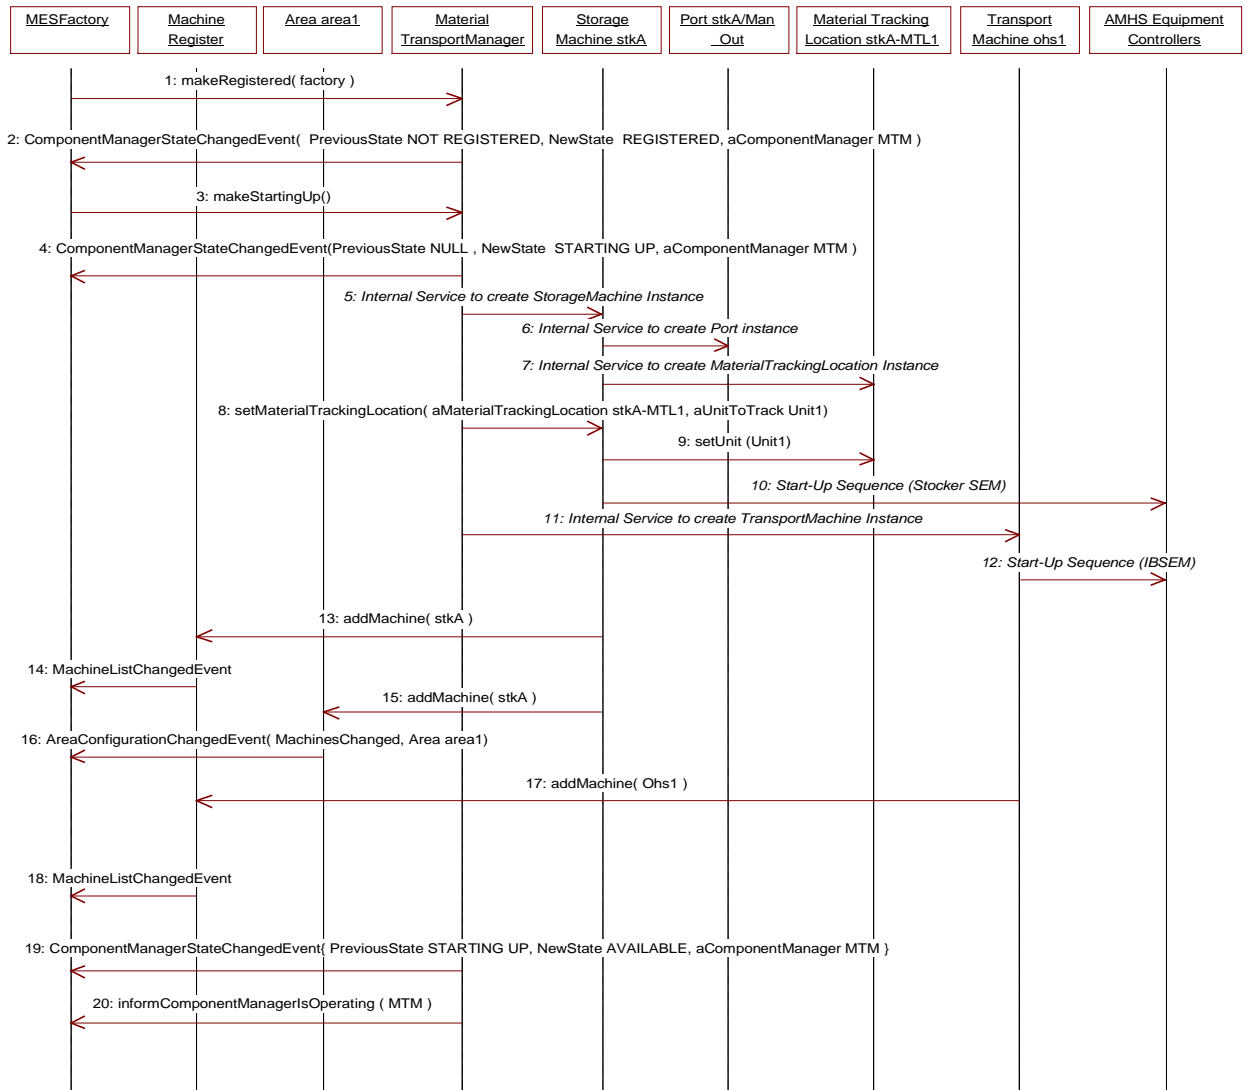 MESFactory
Machine
Register
Area area1
Material
TransportManager
Storage
Machine stkA
Port stkA/Man
_Out
Material Tracking
Location stkA-MTL1
Transport
Machine ohs1
AMHS Equipment
Controllers
1: makeRegistered( factory )
2: ComponentManagerStateChangedEvent(  PreviousState NOT REGISTERED, NewState  REGISTERED, aComponentManager MTM )
3: makeStartingUp()
4: ComponentManagerStateChangedEvent(PreviousState NULL , NewState  STARTING UP, aComponentManager MTM )
5: Internal Service to create StorageMachine Instance
6: Internal Service to create Port instance
7: Internal Service to create MaterialTrackingLocation Instance
8: setMaterialTrackingLocation( aMaterialTrackingLocation stkA-MTL1, aUnitToTrack Unit1)
9: setUnit (Unit1)
10: Start-Up Sequence (Stocker SEM)
11: Internal Service to create TransportMachine Instance
12: Start-Up Sequence (IBSEM)
13: addMachine( stkA )
14: MachineListChangedEvent
15: addMachine( stkA )
16: AreaConfigurationChangedEvent( MachinesChanged, Area area1)
17: addMachine( Ohs1 )
18: MachineListChangedEvent
19: ComponentManagerStateChangedEvent{ PreviousState STARTING UP, NewState AVAILABLE, aComponentManager MTM }
20: informComponentManagerIsOperating ( MTM )